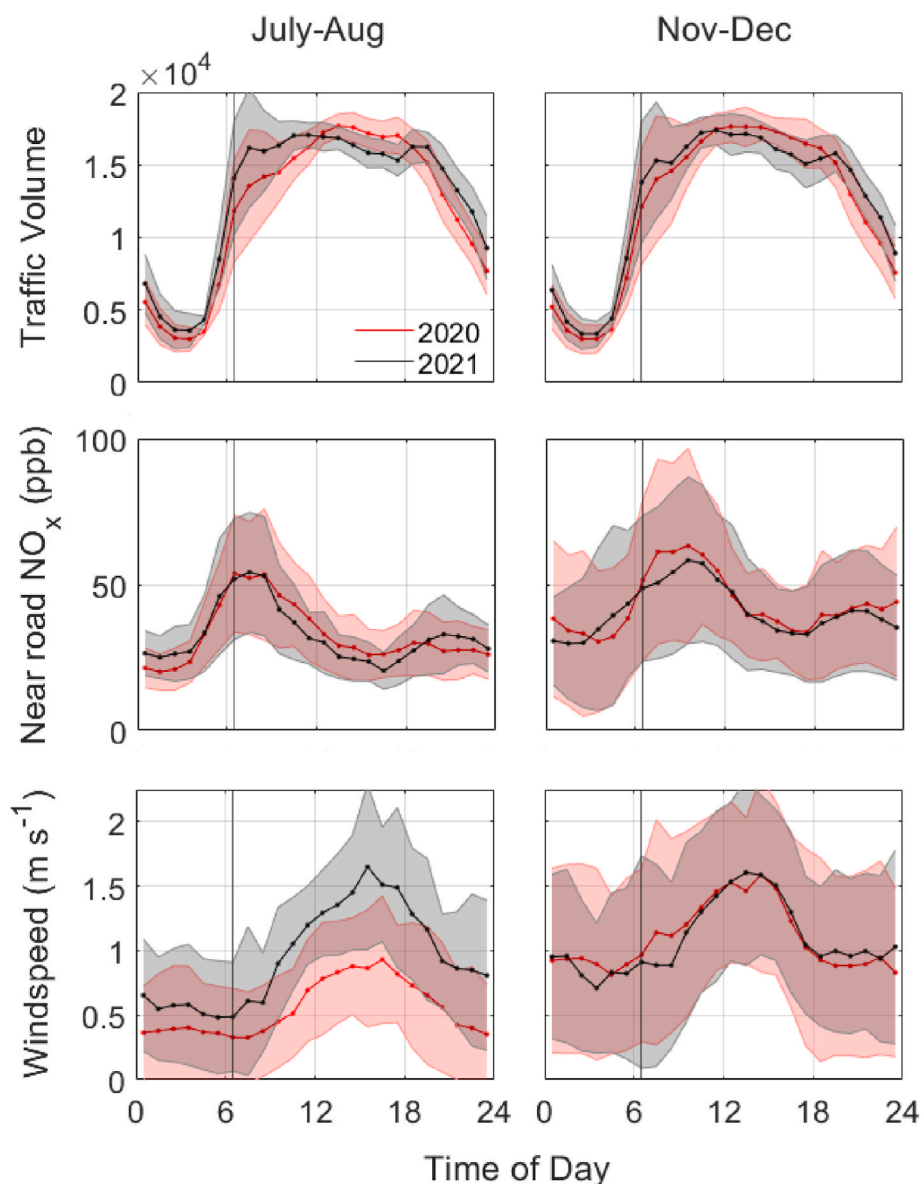 July-Aug Nov-Dec
×10⁴
Traffic Volume
2
1.5
1
0.5
0
2020
2021
Near road NOₓ (ppb)
100
50
0
Windspeed (m s⁻¹)
2
1.5
1
0.5
0
0 6 12 18 24 0 6 12 18 24
Time of Day